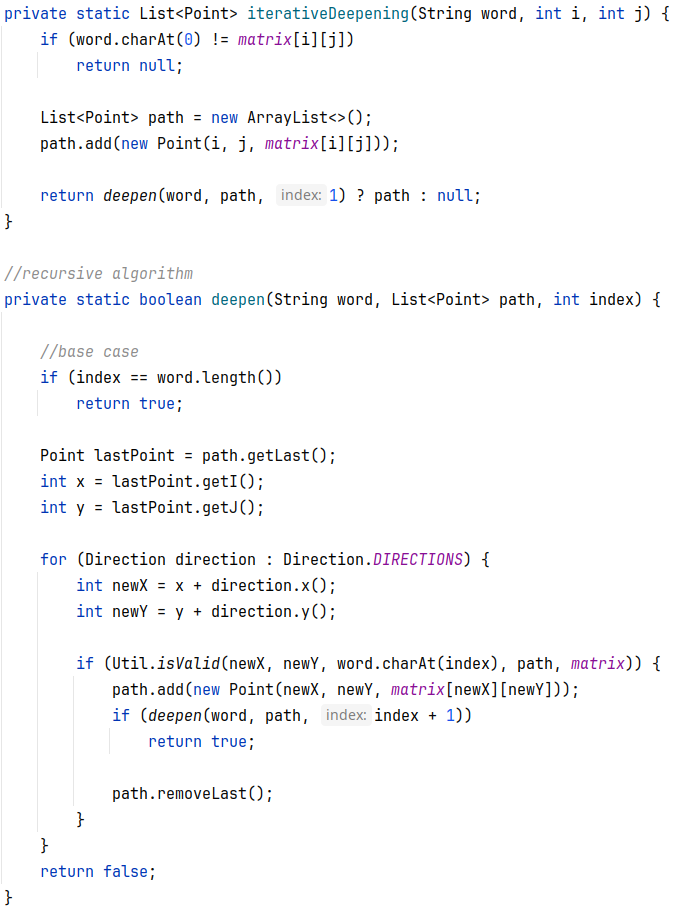 private static List<Point> iterativeDeepening(String word, int i, int j) {
    if (word.charAt(0) != matrix[i][j])
        return null;

    List<Point> path = new ArrayList<>();
    path.add(new Point(i, j, matrix[i][j]));

    return deepen(word, path, index: 1) ? path : null;
}

//recursive algorithm
private static boolean deepen(String word, List<Point> path, int index) {

    //base case
    if (index == word.length())
        return true;

    Point lastPoint = path.getLast();
    int x = lastPoint.getI();
    int y = lastPoint.getJ();

    for (Direction direction : Direction.DIRECTIONS) {
        int newX = x + direction.x();
        int newY = y + direction.y();

        if (Util.isValid(newX, newY, word.charAt(index), path, matrix)) {
            path.add(new Point(newX, newY, matrix[newX][newY]));
            if (deepen(word, path, index: index + 1))
                return true;

            path.removeLast();
        }
    }
    return false;
}